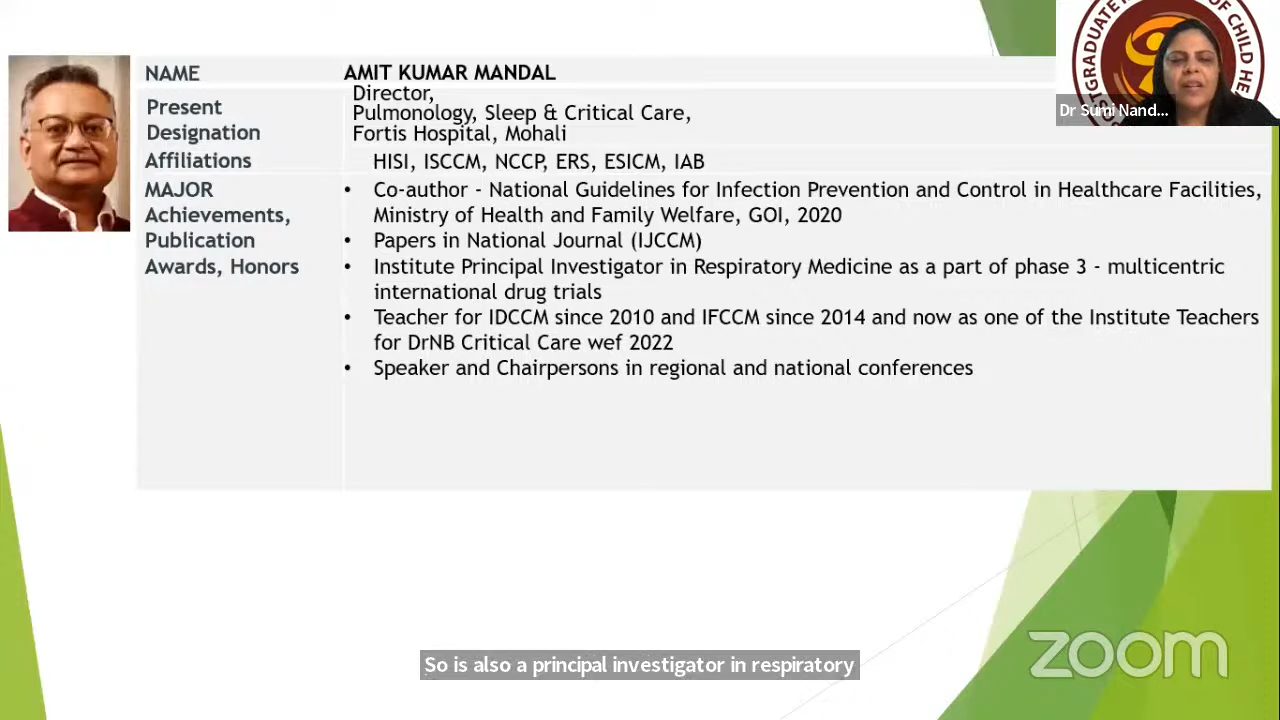 NAME
AMIT KUMAR MANDAL
Present
Designation
Director,
Pulmonology, Sleep & Critical Care,
Fortis Hospital, Mohali
Affiliations
HISI, ISCCM, NCCP, ERS, ESICM, IAB
MAJOR
Achievements,
Publication
Awards, Honors
• Co-author - National Guidelines for Infection Prevention and Control in Healthcare Facilities,
Ministry of Health and Family Welfare, GOI, 2020
• Papers in National Journal (IJCCM)
• Institute Principal Investigator in Respiratory Medicine as a part of phase 3 - multicentric
international drug trials
• Teacher for IDCCM since 2010 and IFCCM since 2014 and now as one of the Institute Teachers
for DrNB Critical Care wef 2022
• Speaker and Chairpersons in regional and national conferences
OF CHILD
Dr Sumi Nand...
So is also a principal investigator in respiratory
zoom